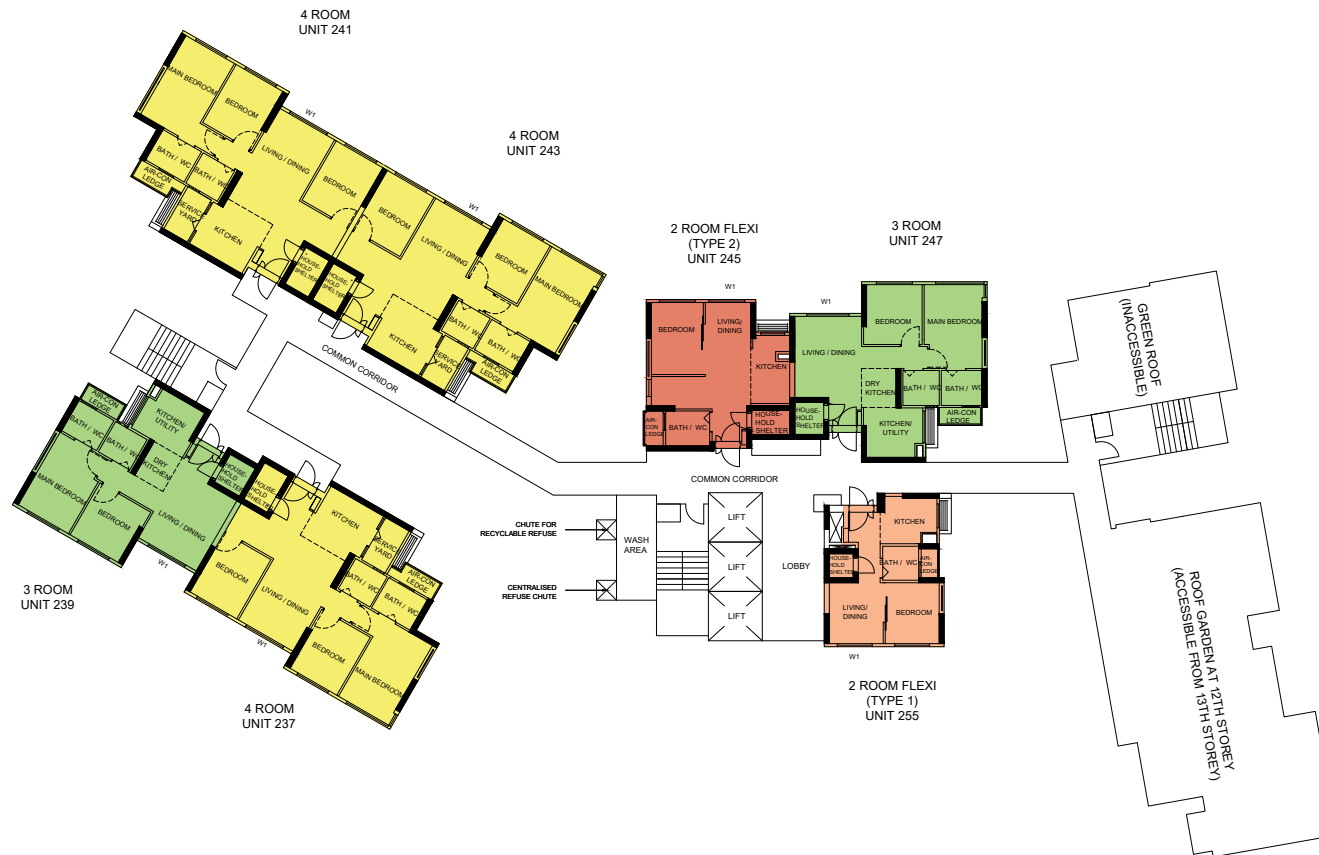 4 ROOM
UNIT 241
MAIN BEDROOM
BEDROOM
W1
BATH / WC
BATH / WC
AIR-CON
LEDGE
SERVICE
YARD
KITCHEN
LIVING / DINING
BEDROOM
HOUSE-
HOLD
SHELTER
4 ROOM
UNIT 243
W1
BEDROOM
LIVING / DINING
BEDROOM
MAIN BEDROOM
HOUSE-
HOLD
SHELTER
KITCHEN
BATH / WC
BATH / WC
SERVICE
YARD
AIR-CON
LEDGE
COMMON CORRIDOR
2 ROOM FLEXI
(TYPE 2)
UNIT 245
W1
BEDROOM
LIVING/
DINING
KITCHEN
AIR-
CON
LEDGE
BATH / WC
HOUSE-
HOLD
SHELTER
3 ROOM
UNIT 247
W1
BEDROOM
MAIN BEDROOM
LIVING / DINING
DRY
KITCHEN
BATH / WC
BATH / WC
HOUSE-
HOLD
SHELTER
KITCHEN/
UTILITY
AIR-CON
LEDGE
GREEN ROOF
(INACCESSIBLE)
AIR-CON
LEDGE
KITCHEN/
UTILITY
BATH / WC
BATH / WC
DRY
KITCHEN
HOUSE-
HOLD
SHELTER
MAIN BEDROOM
BEDROOM
LIVING / DINING
W1
3 ROOM
UNIT 239
HOUSE-
HOLD
SHELTER
KITCHEN
SERVICE
YARD
AIR-CON
LEDGE
BATH / WC
BATH / WC
BEDROOM
LIVING / DINING
W1
BEDROOM
MAIN BEDROOM
4 ROOM
UNIT 237
COMMON CORRIDOR
CHUTE FOR
RECYCLABLE REFUSE
WASH
AREA
CENTRALISED
REFUSE CHUTE
LIFT
LIFT
LIFT
LOBBY
KITCHEN
HOUSE-
HOLD
SHELTER
BATH / WC
AIR-
CON
LEDGE
LIVING/
DINING
BEDROOM
W1
2 ROOM FLEXI
(TYPE 1)
UNIT 255
ROOF GARDEN AT 12TH STOREY
(ACCESSIBLE FROM 13TH STOREY)